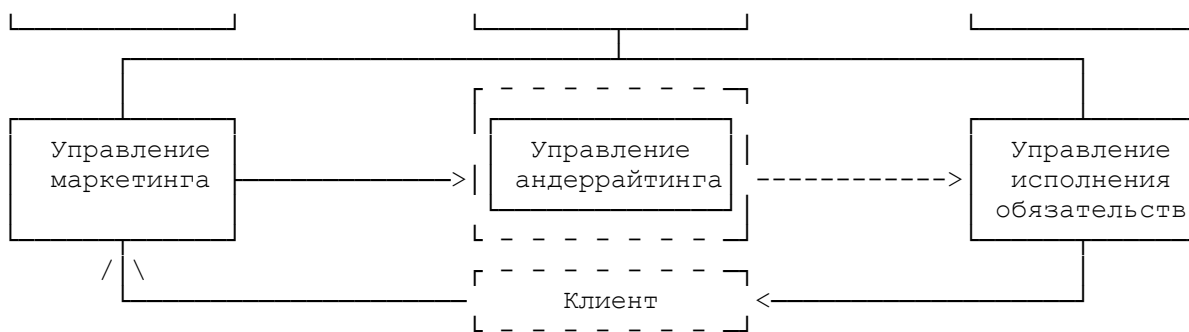 Управление Управление Управление
маркетинга андеррайтинга исполнения
обязательств
Клиент